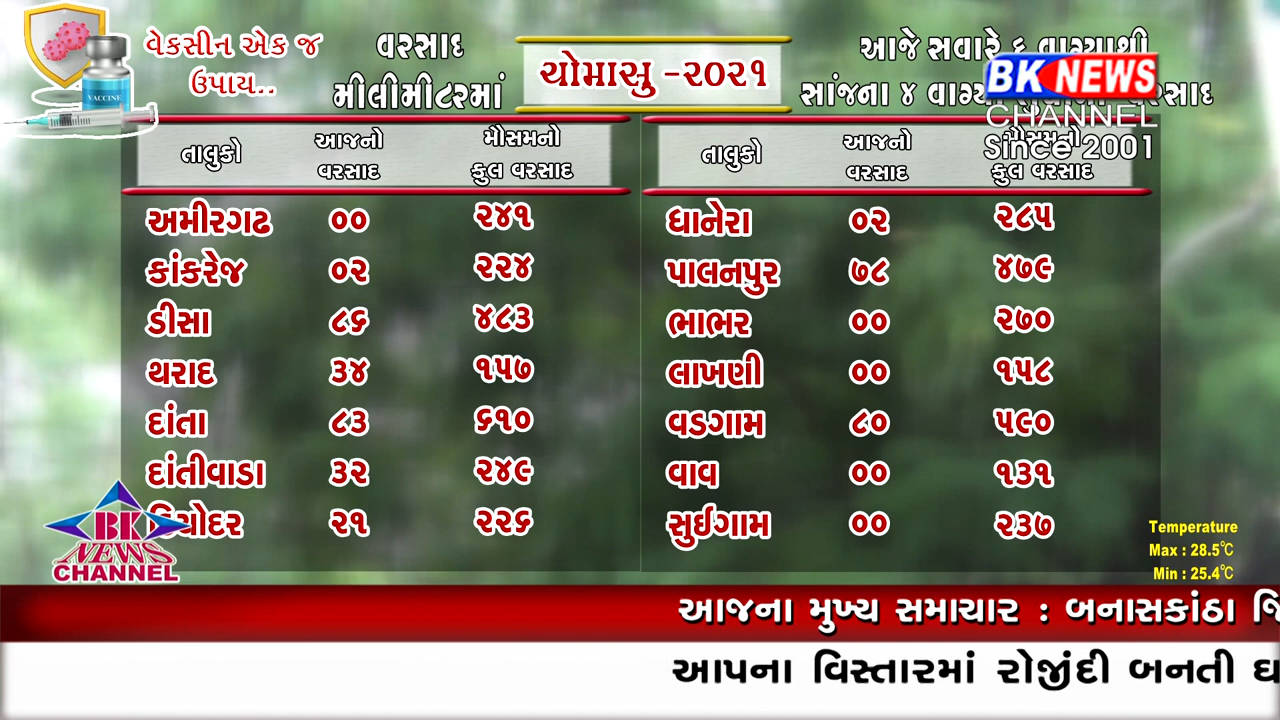 વેકસીન એક જ
ઉપાય..
VACCINE
વરસાદ
મીલીમીટરમાં
ચોમાસુ -૨૦૨૧
આજે સવારે ૬ વાગ્યાથી
સાંજના ૪ વાગ્યા વરસાદ
BK NEWS
CHANNEL
Since 2001
તાલુકો આજનો વરસાદ મૌસમનો કુલ વરસાદ
અમીરગઢ ૦૦ ૨૪૧
કાંકરેજ ૦૨ ૨૨૪
ડીસા ૮૬ ૪૮૩
થરાદ ૩૪ ૧૫૭
દાંતા ૮૩ ૬૧૦
દાંતીવાડા ૩૨ ૨૪૯
૨૧ ૨૨૬
તાલુકો આજનો વરસાદ મૌસમનો કુલ વરસાદ
ધાનેરા ૦૨ ૨૮૫
પાલનપુર ૭૮ ૪૭૯
ભાભર ૦૦ ૨૭૦
લાખણી ૦૦ ૧૫૮
વડગામ ૮૦ ૫૯૦
વાવ ૦૦ ૧૩૧
સુઈગામ ૦૦ ૨૩૭
BK
NEWS
CHANNEL
Temperature
Max : 28.5℃
Min : 25.4℃
આજના મુખ્ય સમાચાર : બનાસકાંઠા જિ
આપના વિસ્તારમાં રોજીંદી બનતી ઘ